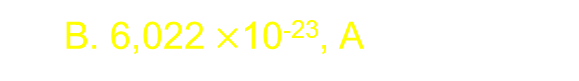 B. 6,022 ×10⁻²³, A